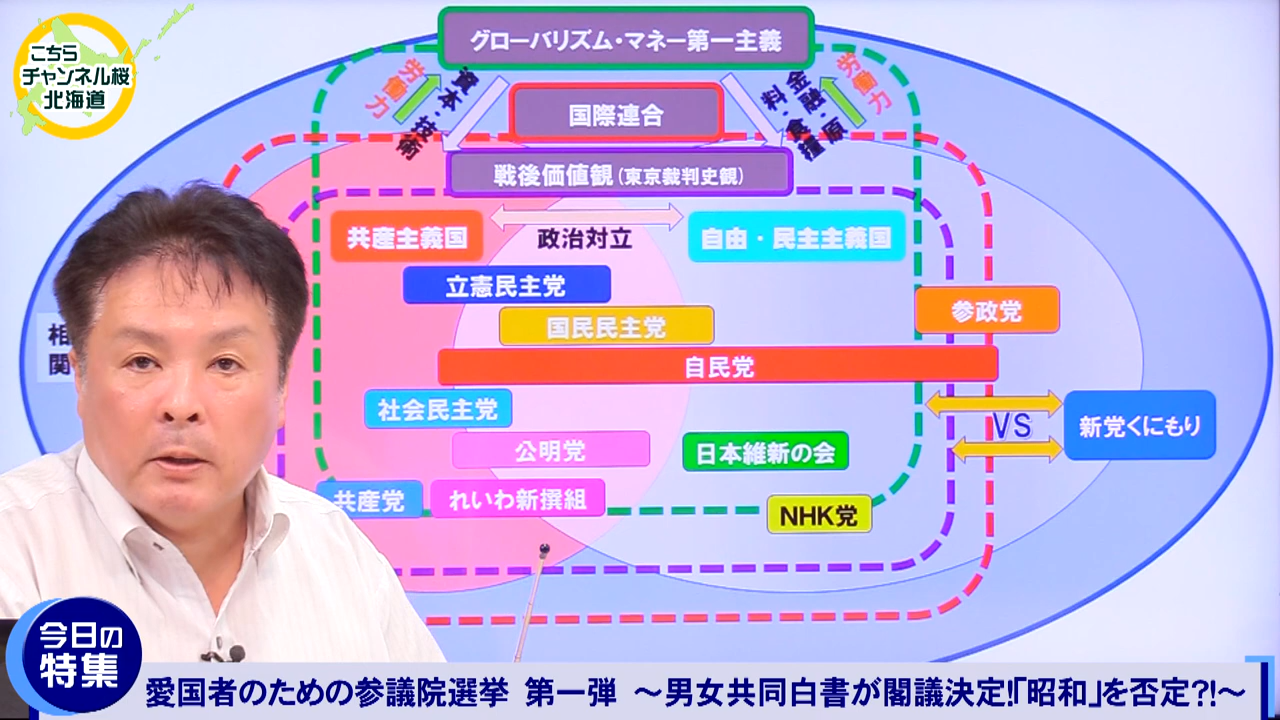 こちら
チャンネル桜
北海道
グローバリズム・マネー第一主義
労働力
資本・技術
金融・原
料・食糧
労働力
国際連合
戦後価値観(東京裁判史観)
共産主義国
政治対立
自由・民主主義国
立憲民主党
国民民主党
参政党
自民党
相
関
社会民主党
VS
新党くにもり
公明党
日本維新の会
共産党
れいわ新撰組
NHK党
今日の
特集
愛国者のための参議院選挙 第一弾 ～男女共同白書が閣議決定!「昭和」を否定?!～